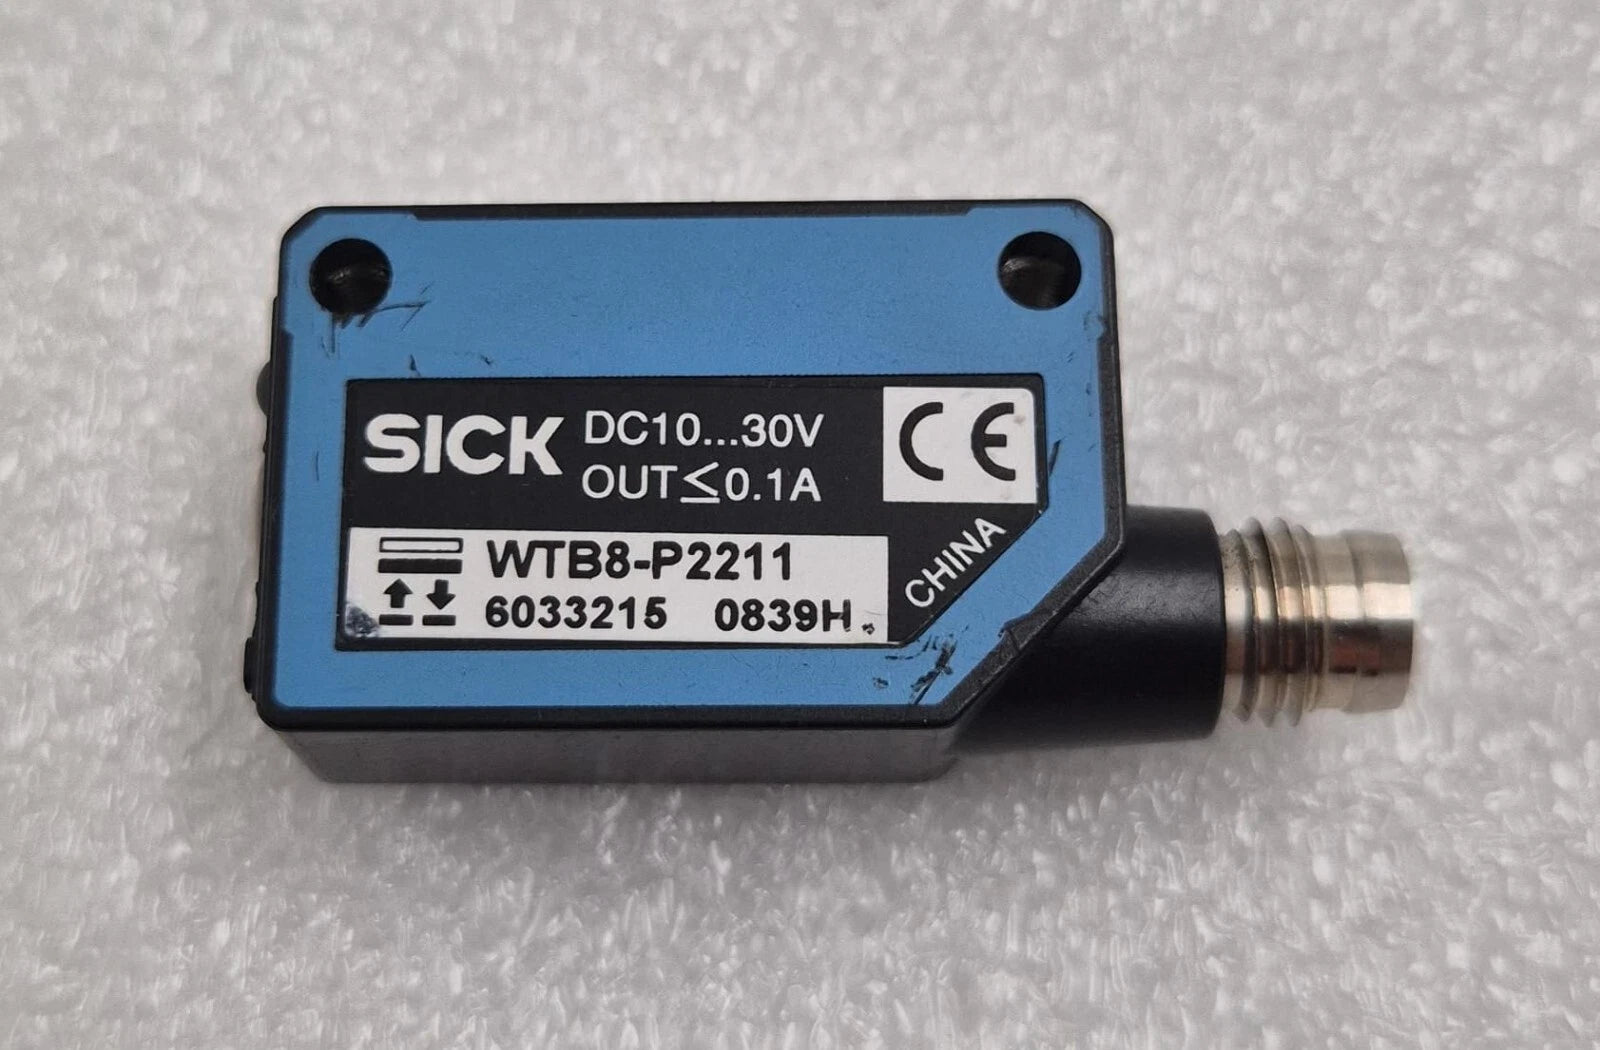 SICK DC10...30V
OUT≤0.1A
CE
WTB8-P2211
6033215 0839H
CHINA